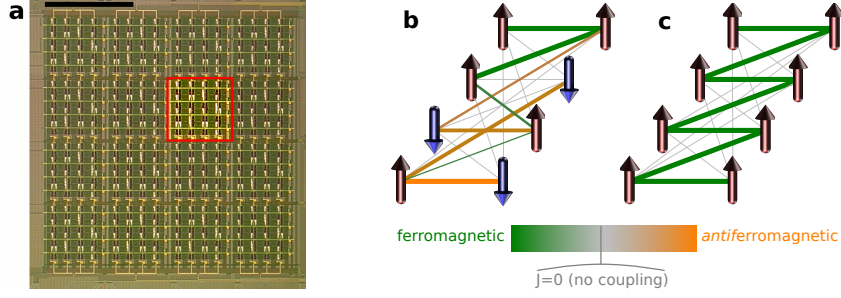 a
b
c
ferromagnetic
antiferromagnetic
J=0 (no coupling)